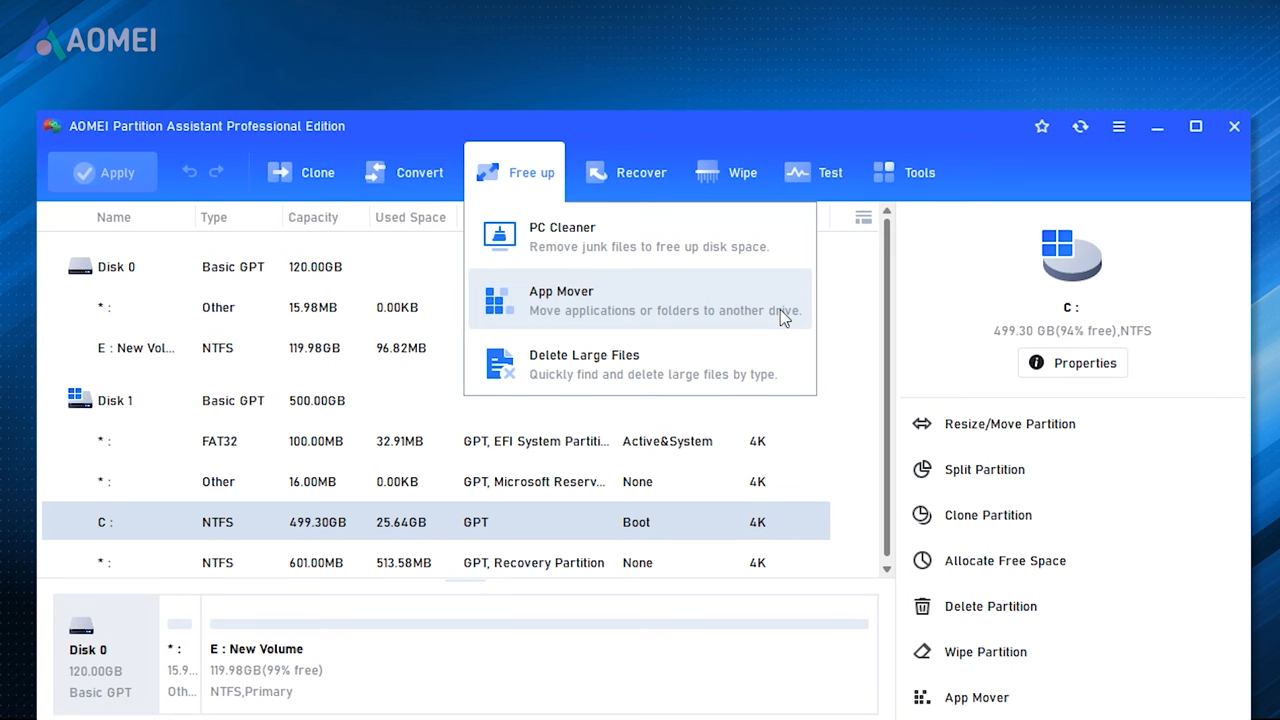 AOMEI
AOMEI Partition Assistant Professional Edition
Apply Clone Convert Free up Recover Wipe Test Tools
Name Type Capacity Used Space
PC Cleaner
Remove junk files to free up disk space.
App Mover
Move applications or folders to another drive.
Delete Large Files
Quickly find and delete large files by type.
Disk 0 Basic GPT 120.00GB
* : Other 15.98MB 0.00KB
E : New Vol... NTFS 119.98GB 96.82MB
Disk 1 Basic GPT 500.00GB
* : FAT32 100.00MB 32.91MB GPT, EFI System Partiti... Active&System 4K
* : Other 16.00MB 0.00KB GPT, Microsoft Reserv... None 4K
C : NTFS 499.30GB 25.64GB GPT Boot 4K
* : NTFS 601.00MB 513.58MB GPT, Recovery Partition None 4K
Disk 0
120.00GB
Basic GPT
* :
15.9...
Oth...
E : New Volume
119.98GB(99% free)
NTFS,Primary
C :
499.30 GB(94% free),NTFS
Properties
Resize/Move Partition
Split Partition
Clone Partition
Allocate Free Space
Delete Partition
Wipe Partition
App Mover